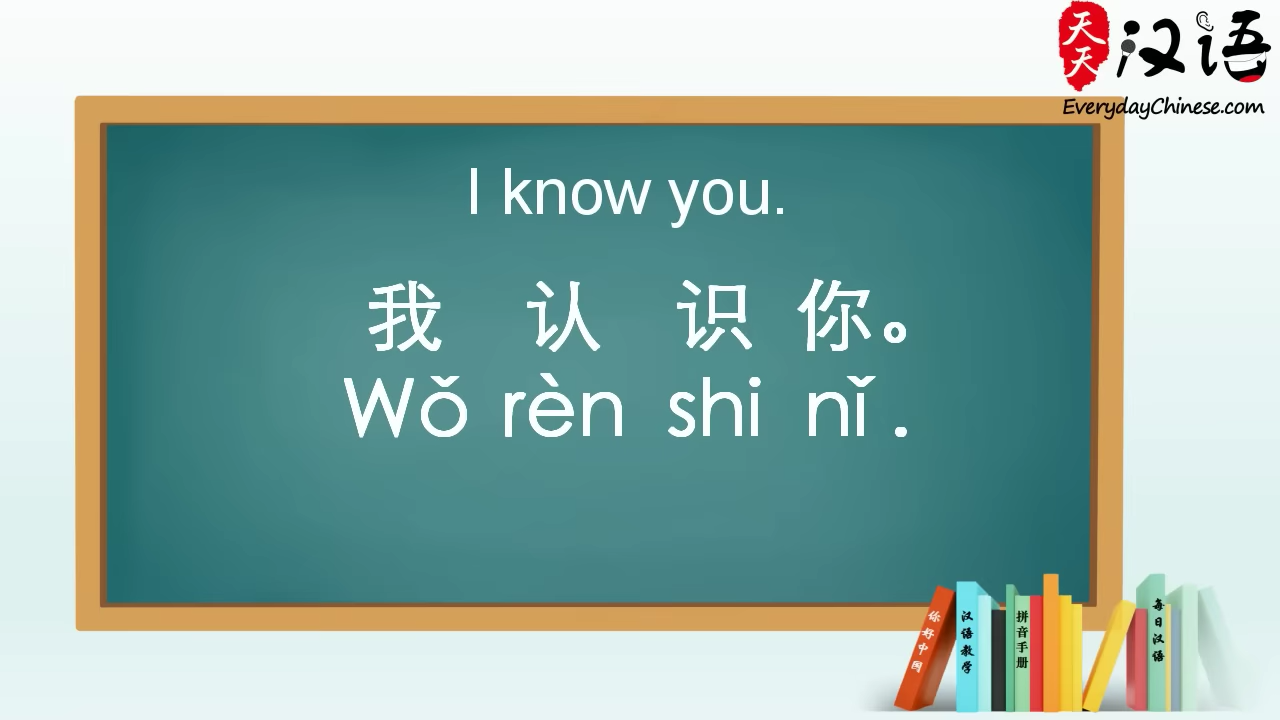 天天汉语
EverydayChinese.com
I know you.
我 认 识 你。
Wǒ rèn shi nǐ .
你好中国
汉语教学
拼音手册
每日汉语